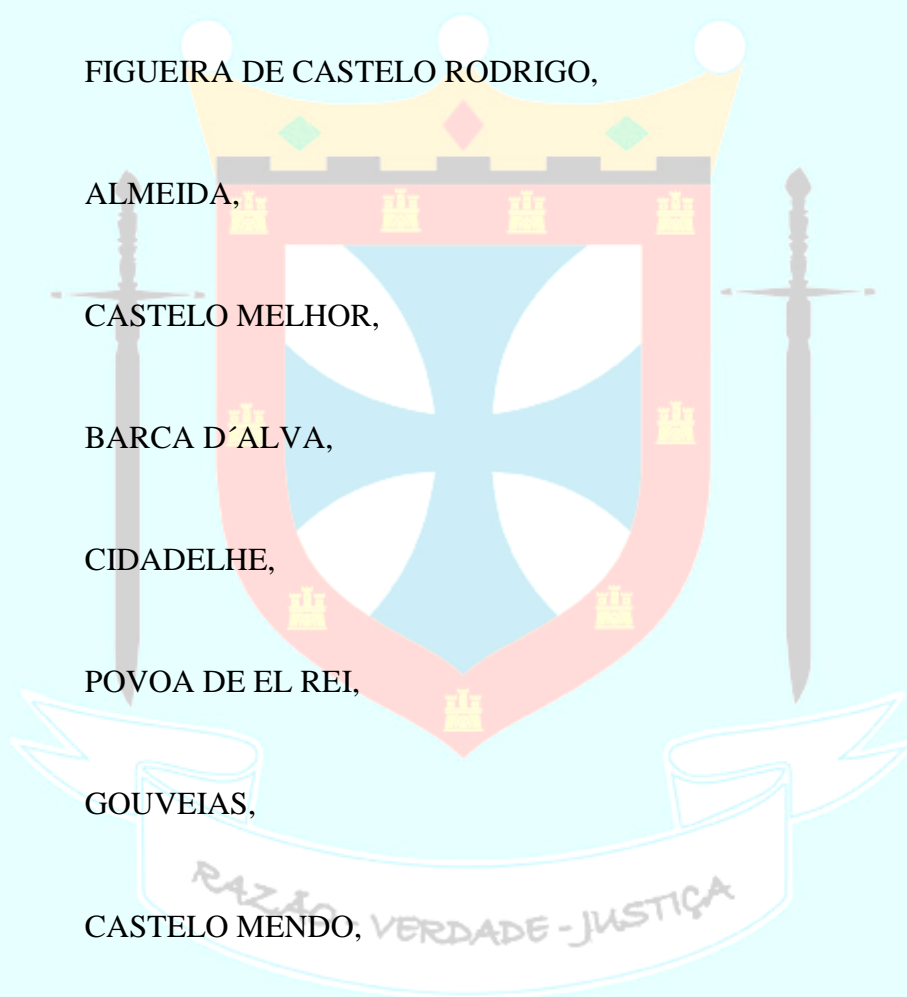 FIGUEIRA DE CASTELO RODRIGO,
ALMEIDA,
CASTELO MELHOR,
BARCA D´ALVA,
CIDADELHE,
POVOA DE EL REI,
GOUVEIAS,
RAZÃO - VERDADE - JUSTIÇA
CASTELO MENDO,